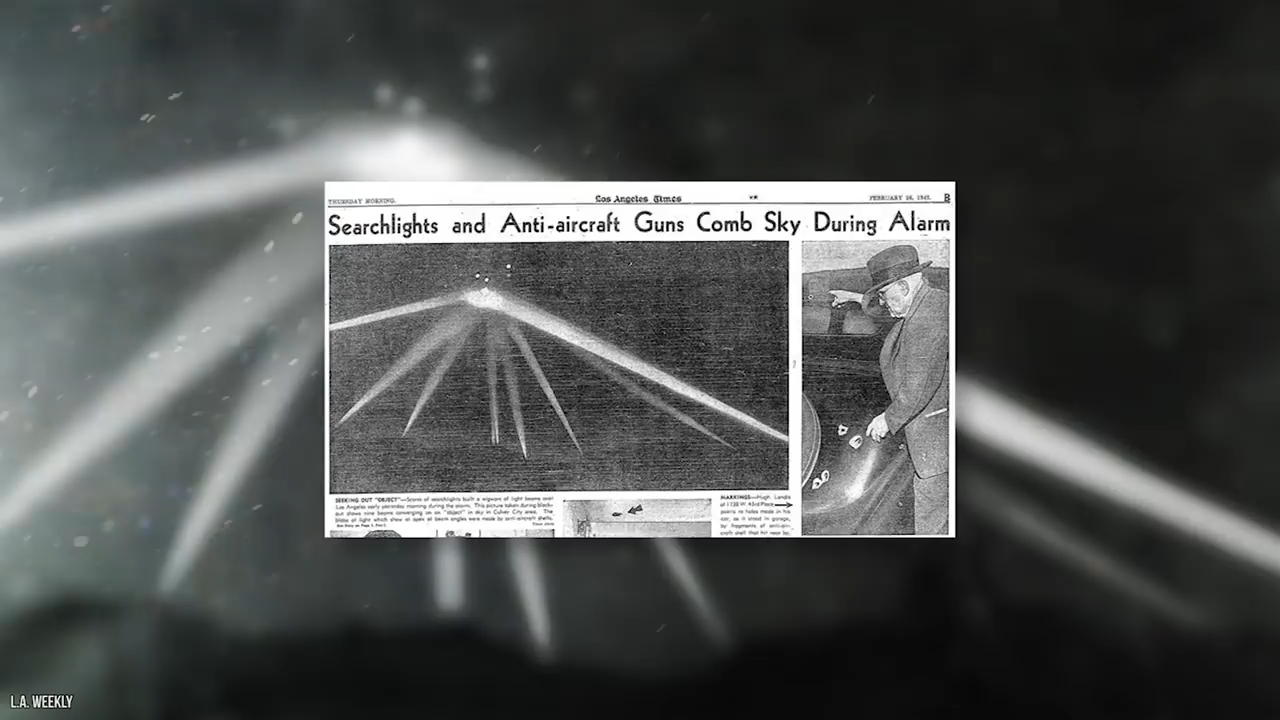 THURSDAY MORNING.
Los Angeles Times
FEBRUARY 26, 1942.
B
Searchlights and Anti-aircraft Guns Comb Sky During Alarm
SEEKING OUT "OBJECT"—Scores of searchlights built a wigwam of light beams over
Los Angeles early yesterday morning during the alarm. This picture taken during black-
out shows nine beams converging on an "object" in sky in Culver City area. The
blobs of light which show at apex of beam angles were made by anti-aircraft shells.
MARKINGS—Hugh Landis
of 1738 W. 43rd Place
points to holes made in his
car, as it stood in garage,
by fragments of anti-air-
craft shell that hit near by.
L.A. WEEKLY